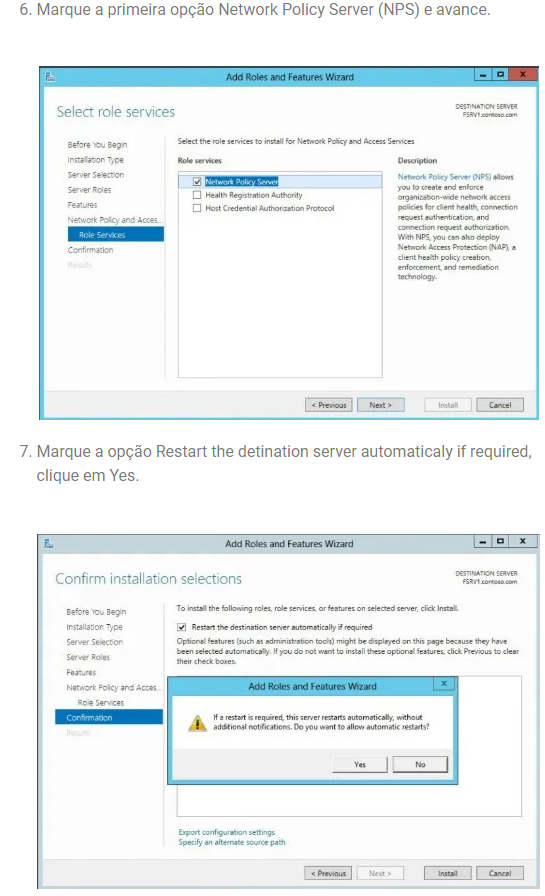 6. Marque a primeira opção Network Policy Server (NPS) e avance.
Add Roles and Features Wizard
Select role services
DESTINATION SERVER
FSRV1.contoso.com
Before You Begin
Installation Type
Server Selection
Server Roles
Features
Network Policy and Acces...
Role Services
Confirmation
Results
Select the role services to install for Network Policy and Access Services
Role services
Network Policy Server
Health Registration Authority
Host Credential Authorization Protocol
Description
Network Policy Server (NPS) allows
you to create and enforce
organization-wide network access
policies for client health, connection
request authentication, and
connection request authorization.
With NPS, you can also deploy
Network Access Protection (NAP), a
client health policy creation,
enforcement, and remediation
technology.
< Previous
Next >
Install
Cancel
7. Marque a opção Restart the detination server automaticaly if required,
clique em Yes.
Add Roles and Features Wizard
Confirm installation selections
DESTINATION SERVER
FSRV1.contoso.com
Before You Begin
Installation Type
Server Selection
Server Roles
Features
Network Policy and Acces...
Role Services
Confirmation
Results
To install the following roles, role services, or features on selected server, click Install.
Restart the destination server automatically if required
Optional features (such as administration tools) might be displayed on this page because they have
been selected automatically. If you do not want to install these optional features, click Previous to clear
their check boxes.
Add Roles and Features Wizard
If a restart is required, this server restarts automatically, without
additional notifications. Do you want to allow automatic restarts?
Yes
No
Export configuration settings
Specify an alternate source path
< Previous
Next >
Install
Cancel